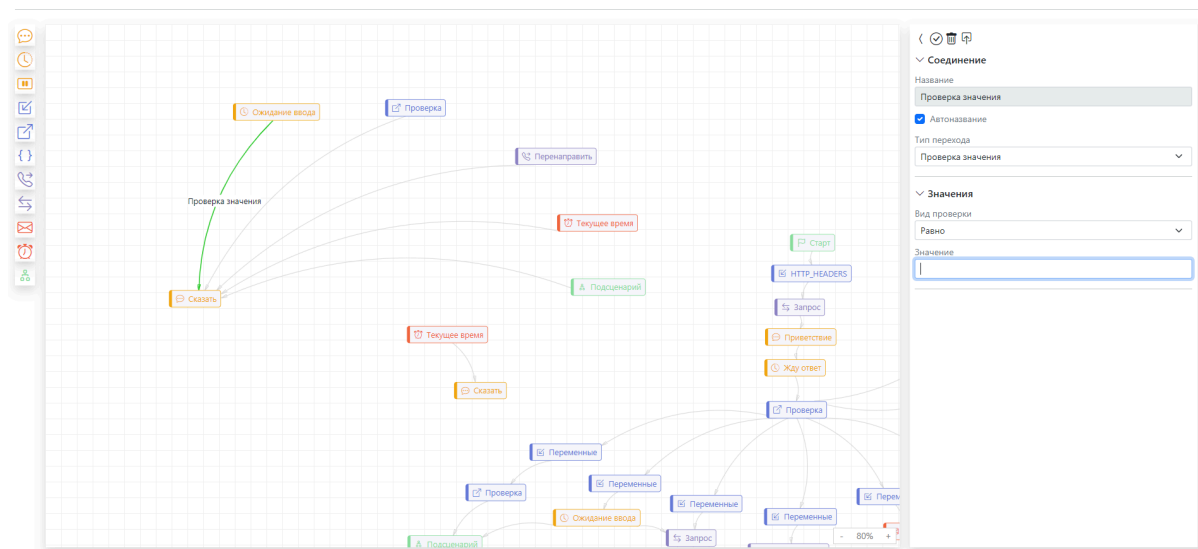 Соединение
Название
Проверка значения
Автоназвание
Тип перехода
Проверка значения
Значения
Вид проверки
Равно
Значение
Ожидание ввода
Проверка
Перенаправить
Проверка значения
Текущее время
Старт
HTTP_HEADERS
Подсценарий
Сказать
Запрос
Текущее время
Приветствие
Жду ответ
Сказать
Проверка
Переменные
Переменные
Проверка
Перем
Переменные
Ожидание ввода
Переменные
Запрос
- 80% +
Подсценарий